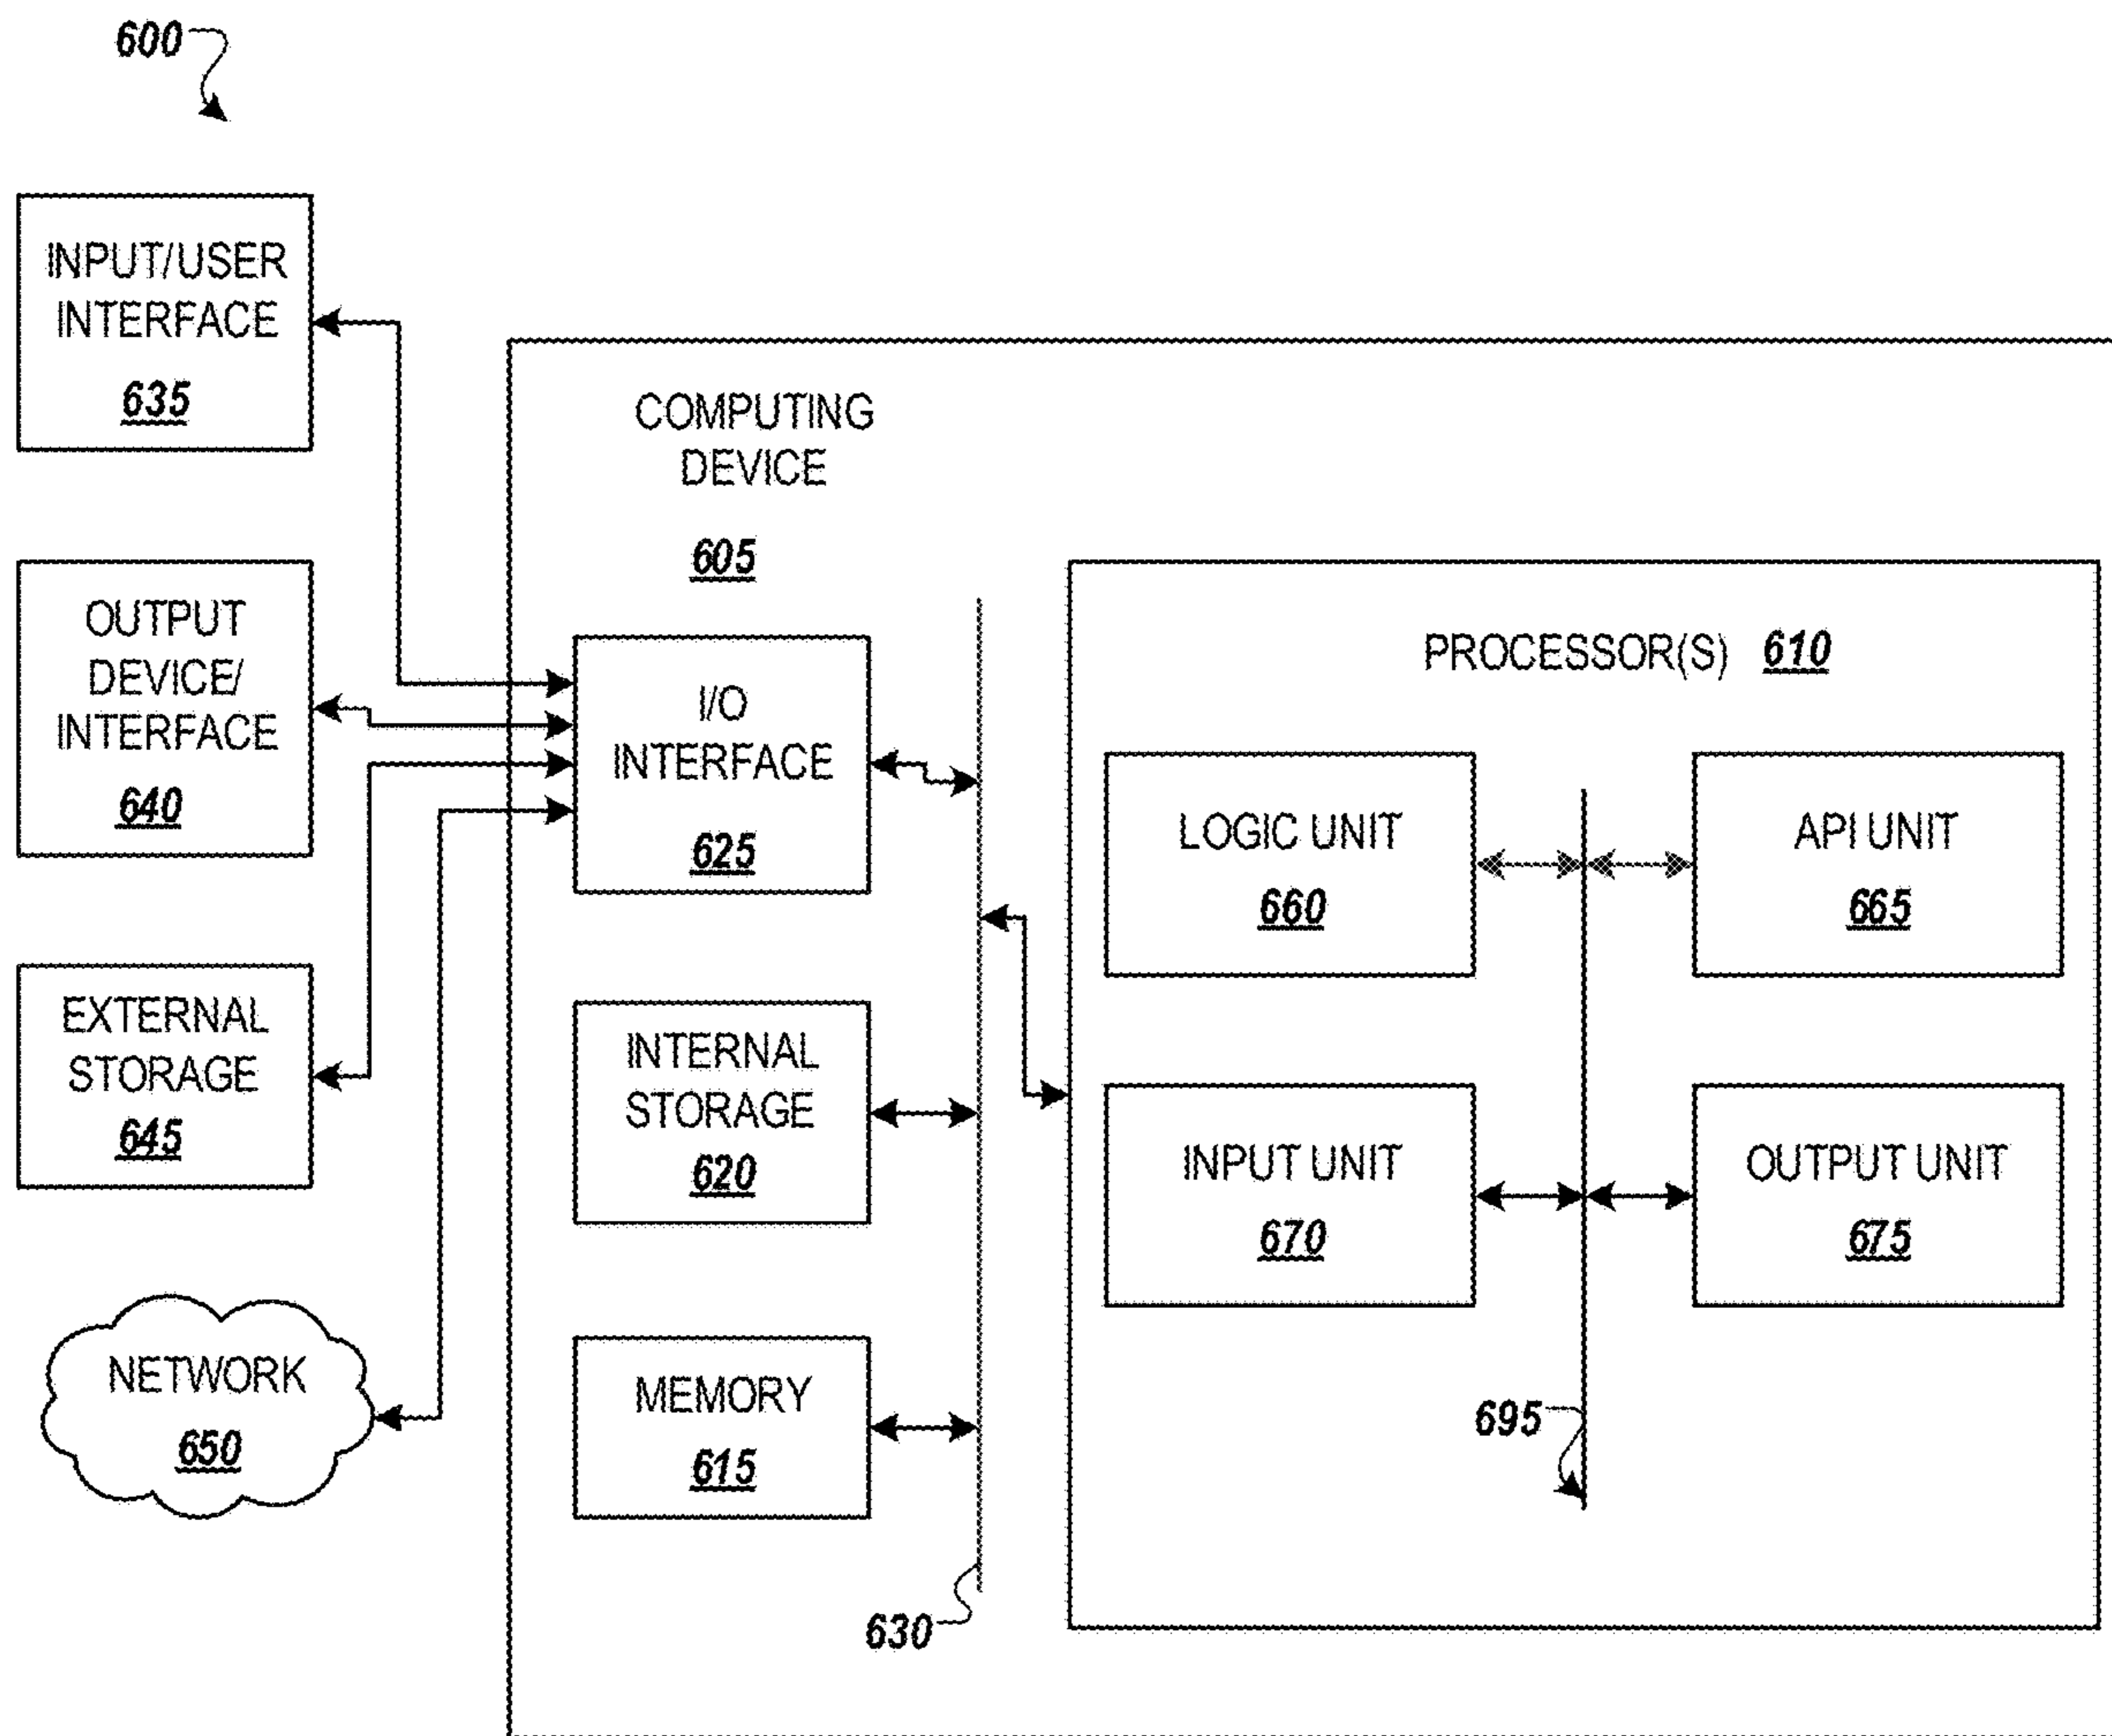 600
INPUT/USER
INTERFACE
635
OUTPUT
DEVICE/
INTERFACE
640
EXTERNAL
STORAGE
645
NETWORK
650
COMPUTING
DEVICE
605
I/O
INTERFACE
625
INTERNAL
STORAGE
620
MEMORY
615
630
PROCESSOR(S) 610
LOGIC UNIT
660
API UNIT
665
INPUT UNIT
670
OUTPUT UNIT
675
695